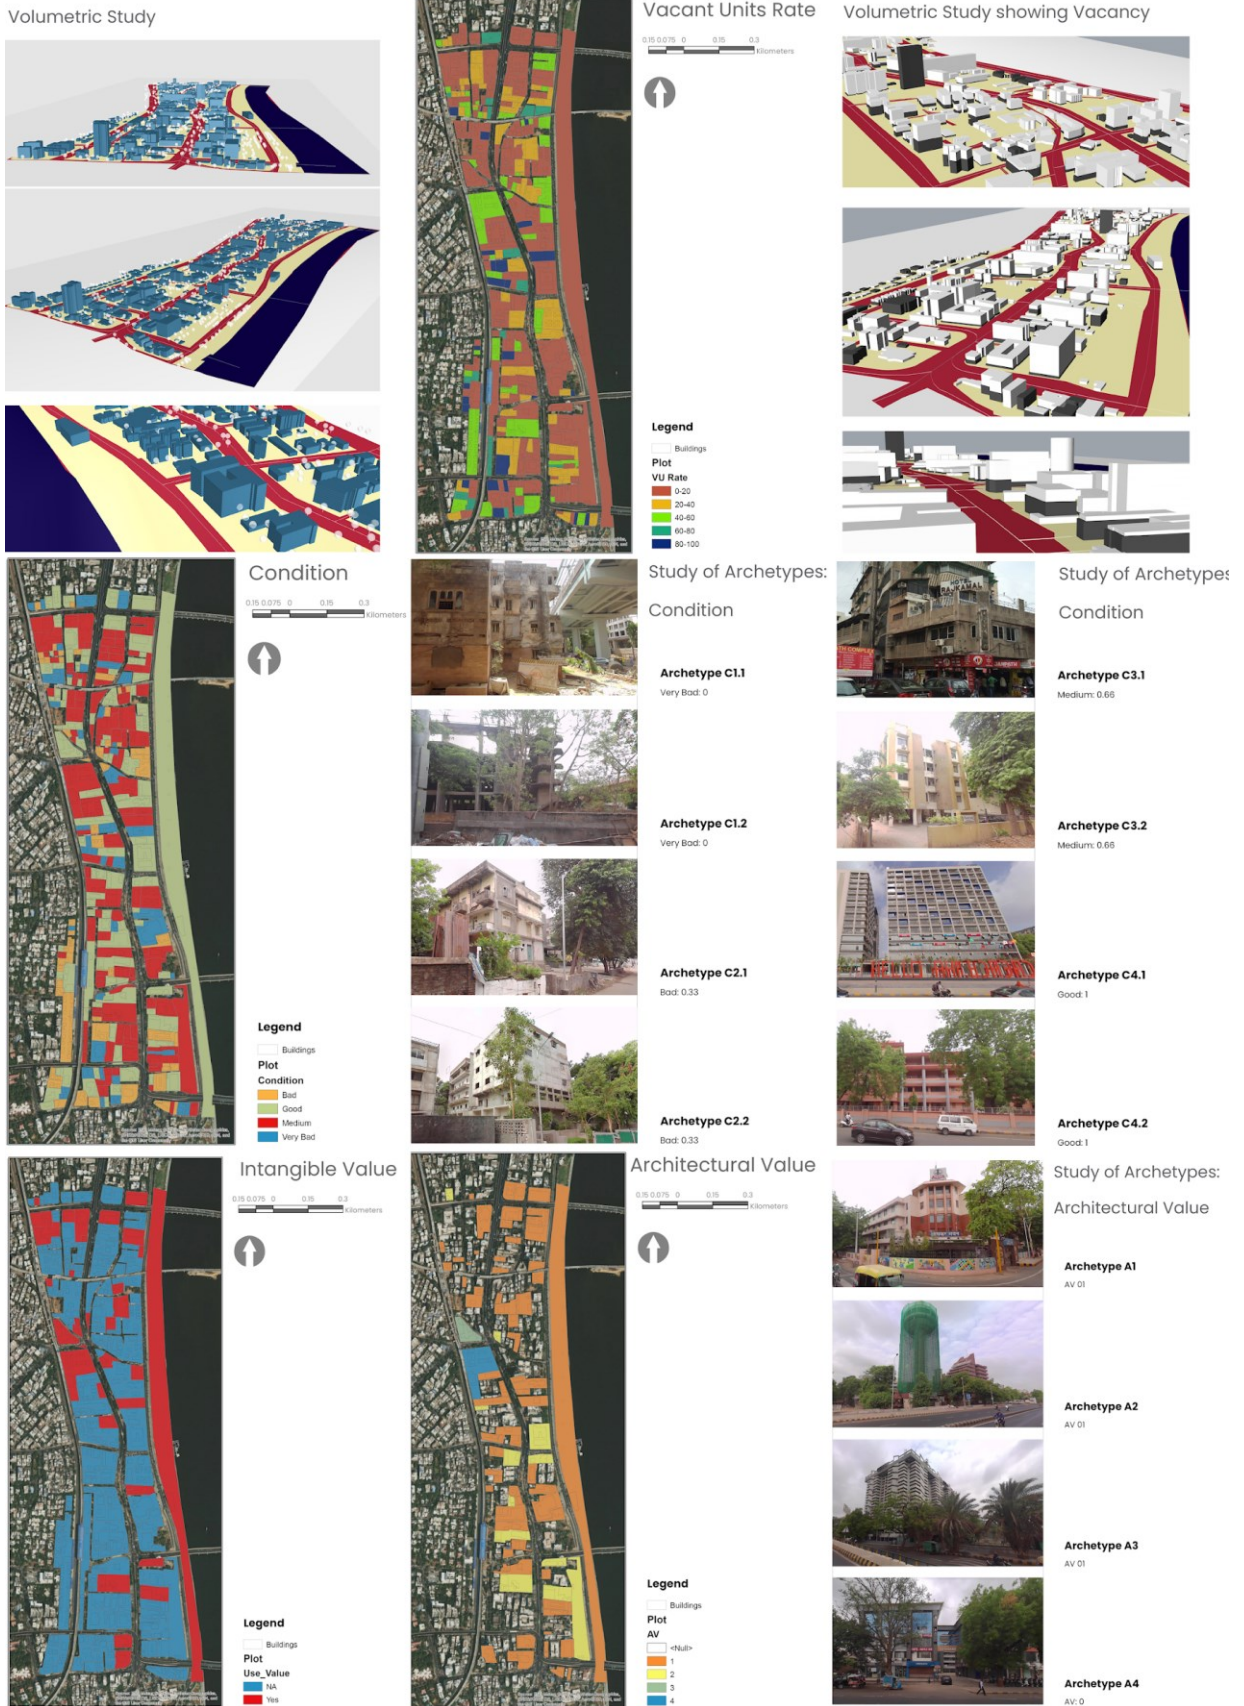 Volumetric Study
Vacant Units Rate
0.15 0.075 0 0.15 0.3
Kilometers
Legend
Buildings
Plot
VU Rate
0-20
20-40
40-60
60-80
80-100
Volumetric Study showing Vacancy
Condition
0.15 0.075 0 0.15 0.3
Kilometers
Legend
Buildings
Plot
Condition
Bad
Good
Medium
Very Bad
Study of Archetypes:
Condition
Archetype C1.1
Very Bad: 0
Archetype C1.2
Very Bad: 0
Archetype C2.1
Bad: 0.33
Archetype C2.2
Bad: 0.33
HOTEL
RAJKAMAL
Study of Archetypes
Condition
Archetype C3.1
Medium: 0.66
Archetype C3.2
Medium: 0.66
Archetype C4.1
Good: 1
Archetype C4.2
Good: 1
Intangible Value
0.15 0.075 0 0.15 0.3
Kilometers
Legend
Buildings
Plot
Use_Value
NA
Yes
Architectural Value
0.15 0.075 0 0.15 0.3
Kilometers
Legend
Buildings
Plot
AV
<Null>
1
2
3
4
Study of Archetypes:
Architectural Value
Archetype A1
AV 01
Archetype A2
AV 01
Archetype A3
AV 01
Archetype A4
AV: 0